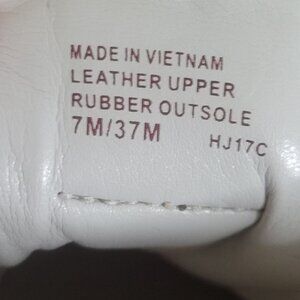 MADE IN VIETNAM
LEATHER UPPER
RUBBER OUTSOLE
7M/37M HJ17C